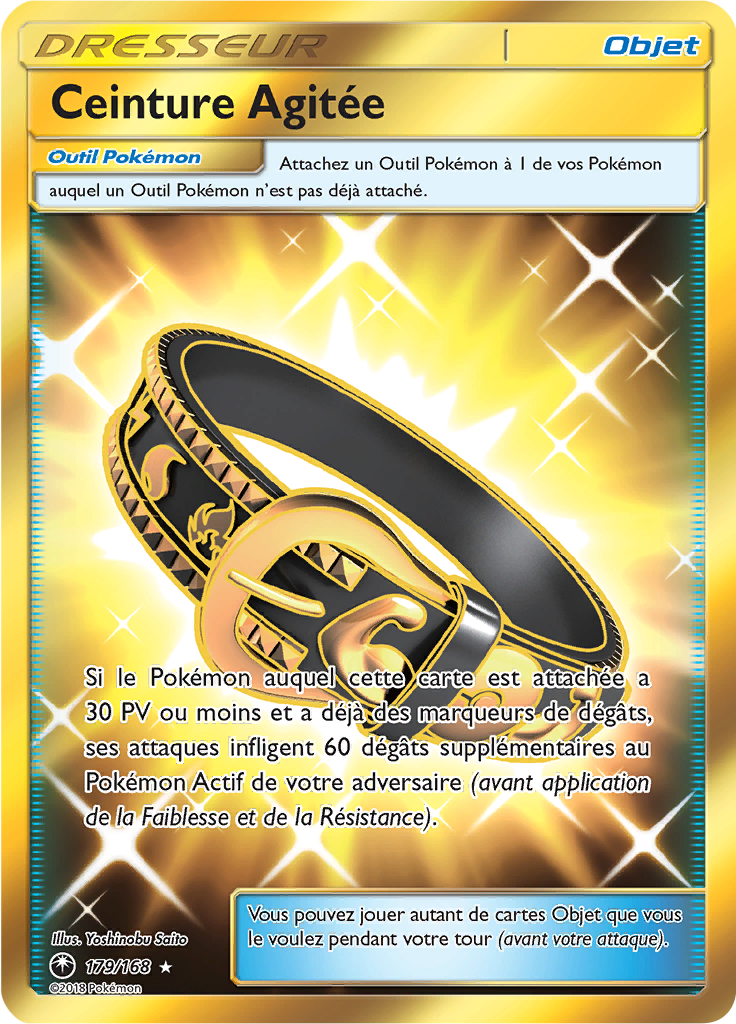 DRESSEUR
Objet
Ceinture Agitée
Outil Pokémon
Attachez un Outil Pokémon à 1 de vos Pokémon
auquel un Outil Pokémon n'est pas déjà attaché.
Si le Pokémon auquel cette carte est attachée a
30 PV ou moins et a déjà des marqueurs de dégâts,
ses attaques infligent 60 dégâts supplémentaires au
Pokémon Actif de votre adversaire (avant application
de la Faiblesse et de la Résistance).
Vous pouvez jouer autant de cartes Objet que vous
le voulez pendant votre tour (avant votre attaque).
Illus. Yoshinobu Saito
179/168
©2018 Pokémon